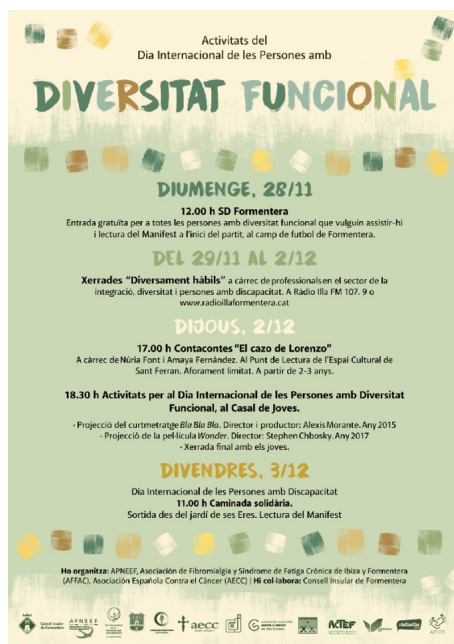 Activitats del
Dia Internacional de les Persones amb
DIVERSITAT FUNCIONAL
DIUMENGE, 28/11
12.00 h SD Formentera
Entrada gratuïta per a totes les persones amb diversitat funcional que vulguin assistir-hi
i lectura del Manifest a l'inici del partit, al camp de futbol de Formentera.
DEL 29/11 AL 2/12
Xerrades "Diversament hàbils" a càrrec de professionals en el sector de la
integració, diversitat i persones amb discapacitat. A Ràdio Illa FM 107. 9 o
www.radioillaformentera.cat
DIJOUS, 2/12
17.00 h Contacontes "El cazo de Lorenzo"
A càrrec de Núria Font i Amaya Fernández. Al Punt de Lectura de l'Espai Cultural de
Sant Ferran. Aforament limitat. A partir de 2-3 anys.
18.30 h Activitats per al Dia Internacional de les Persones amb Diversitat
Funcional, al Casal de Joves.
- Projecció del curtmetratge Bla Bla Bla. Director i productor: Alexis Morante. Any 2015
- Projecció de la pel·lícula Wonder. Director: Stephen Chbosky. Any 2017
- Xerrada final amb els joves.
DIVENDRES, 3/12
Dia Internacional de les Persones amb Discapacitat
11.00 h Caminada solidària.
Sortida des del jardí de ses Eres. Lectura del Manifest
Ho organitza: APNEEF, Asociación de Fibromialgia y Síndrome de Fatiga Crónica de Ibiza y Formentera
(AFFAC), Asociación Española Contra el Cáncer (AECC) | Hi col·labora: Consell Insular de Formentera
Consell Insular de Formentera
APNEEF
aecc
ACTEF